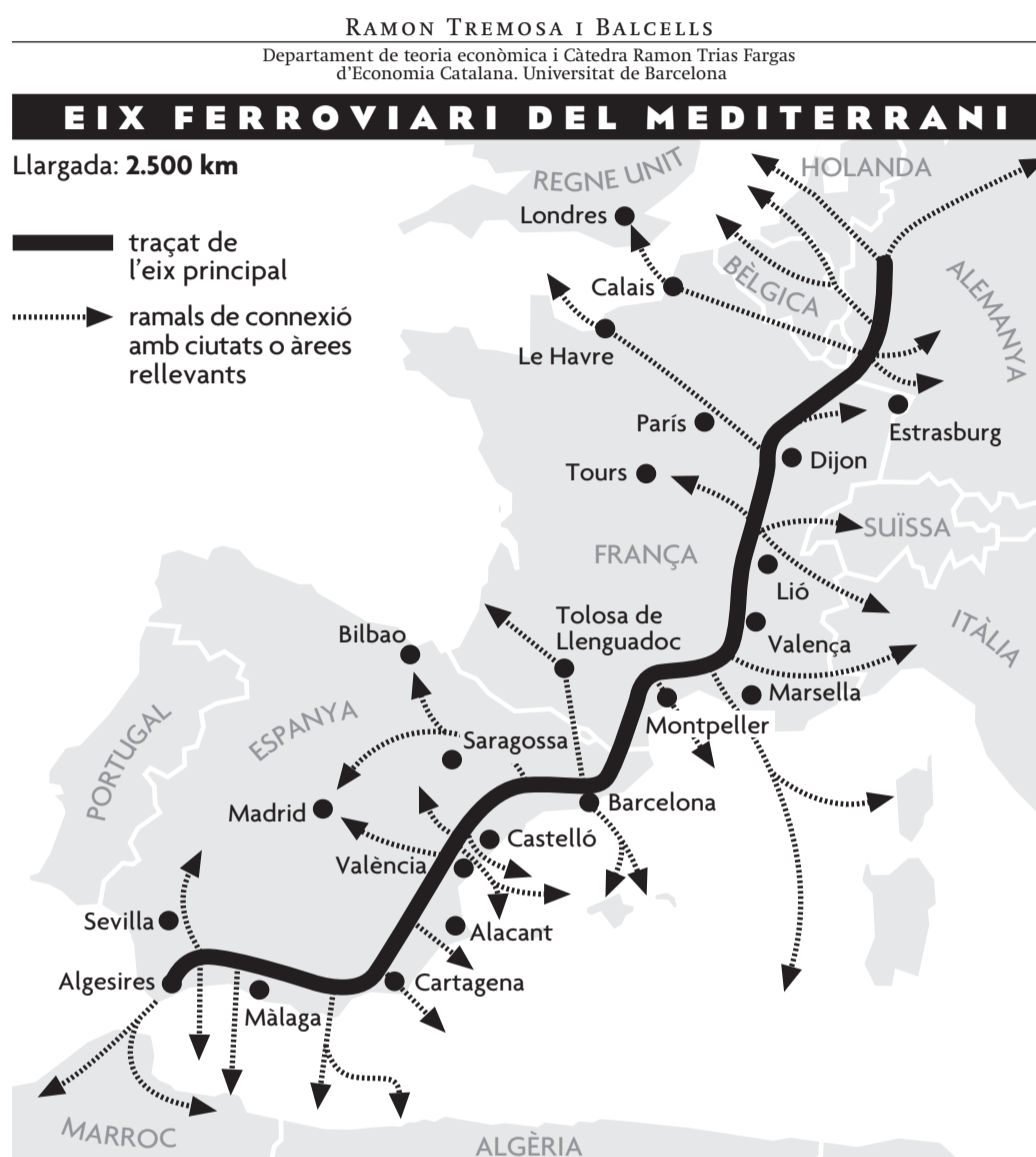 RAMON TREMOSA I BALCELLS
Departament de teoria econòmica i Càtedra Ramon Trias Fargas
d'Economia Catalana. Universitat de Barcelona
EIX FERROVIARI DEL MEDITERRANI
Llargada: 2.500 km
traçat de
l'eix principal
ramals de connexió
amb ciutats o àrees
rellevants
REGNE UNIT
HOLANDA
Londres
Calais
BÈLGICA
ALEMANYA
Le Havre
París
Estrasburg
Dijon
Tours
SUÏSSA
FRANÇA
Lió
ITÀLIA
Tolosa de
Llenguadoc
Valença
Bilbao
Marsella
Montpeller
ESPANYA
PORTUGAL
Saragossa
Barcelona
Madrid
Castelló
València
Sevilla
Alacant
Algesires
Cartagena
Màlaga
MARROC
ALGÈRIA